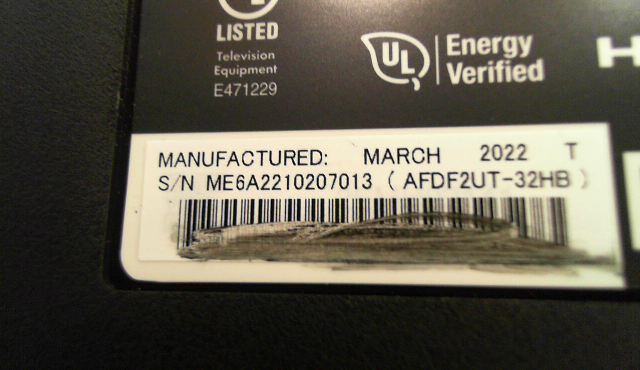 LISTED
Television
Equipment
E471229
UL Energy
Verified
MANUFACTURED: MARCH 2022 T
S/N ME6A2210207013 ( AFDF2UT-32HB )